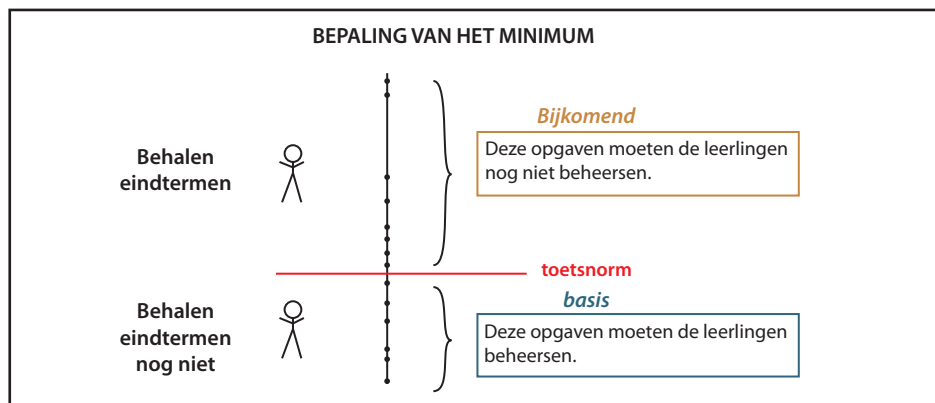 BEPALING VAN HET MINIMUM
Behalen
eindtermen
Bijkomend
Deze opgaven moeten de leerlingen
nog niet beheersen.
toetsnorm
Behalen
eindtermen
nog niet
basis
Deze opgaven moeten de leerlingen
beheersen.